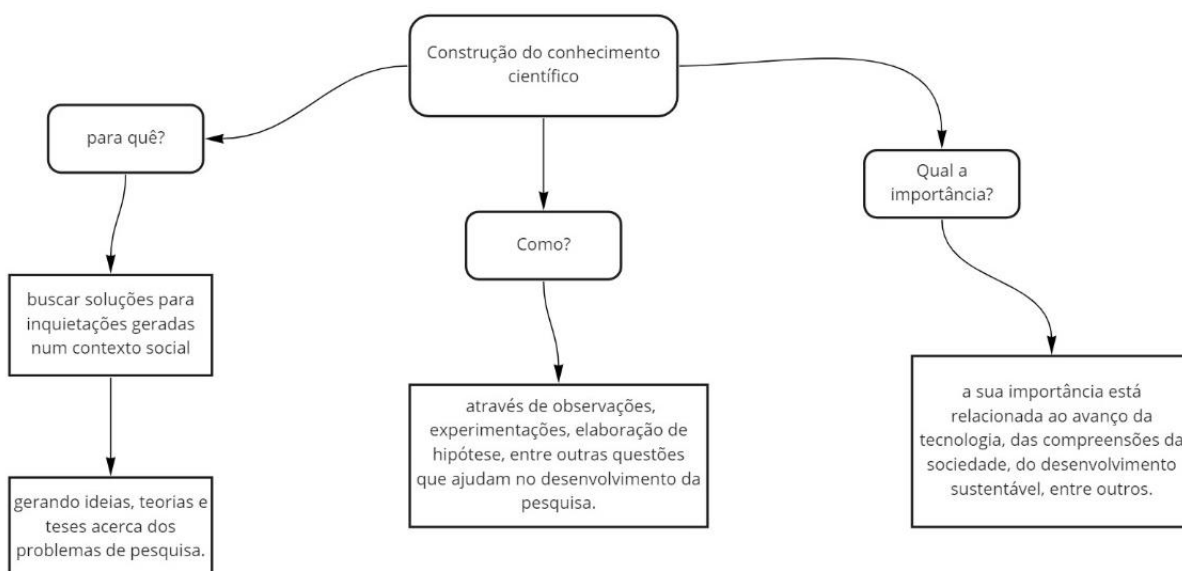 Construção do conhecimento
científico
para quê?
Qual a
importância?
Como?
buscar soluções para
inquietações geradas
num contexto social
a sua importância está
relacionada ao avanço da
tecnologia, das compreensões da
sociedade, do desenvolvimento
sustentável, entre outros.
através de observações,
experimentações, elaboração de
hipótese, entre outras questões
que ajudam no desenvolvimento da
pesquisa.
gerando ideias, teorias e
teses acerca dos
problemas de pesquisa.